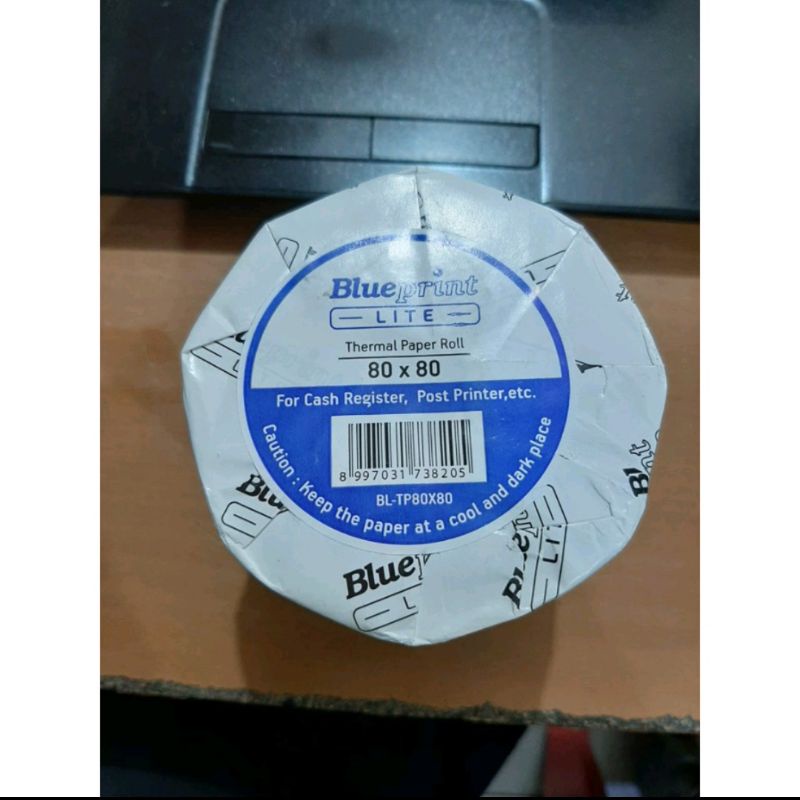 Blueprint
LITE
Thermal Paper Roll
80 x 80
For Cash Register, Post Printer,etc.
8 997031 738205
BL-TP80X80
Caution : Keep the paper at a cool and dark place
Blue